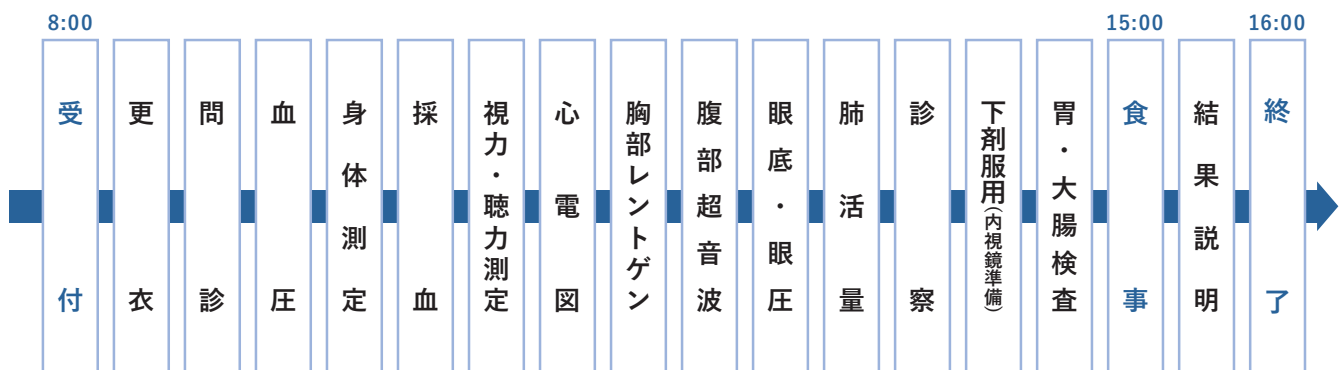 8:00
受付
更衣
問診
血圧
身体測定
採血
視力・聴力測定
心電図
胸部レントゲン
腹部超音波
眼底・眼圧
肺活量
診察
下剤服用(内視鏡準備)
胃・大腸検査
15:00
食事
結果説明
16:00
終了